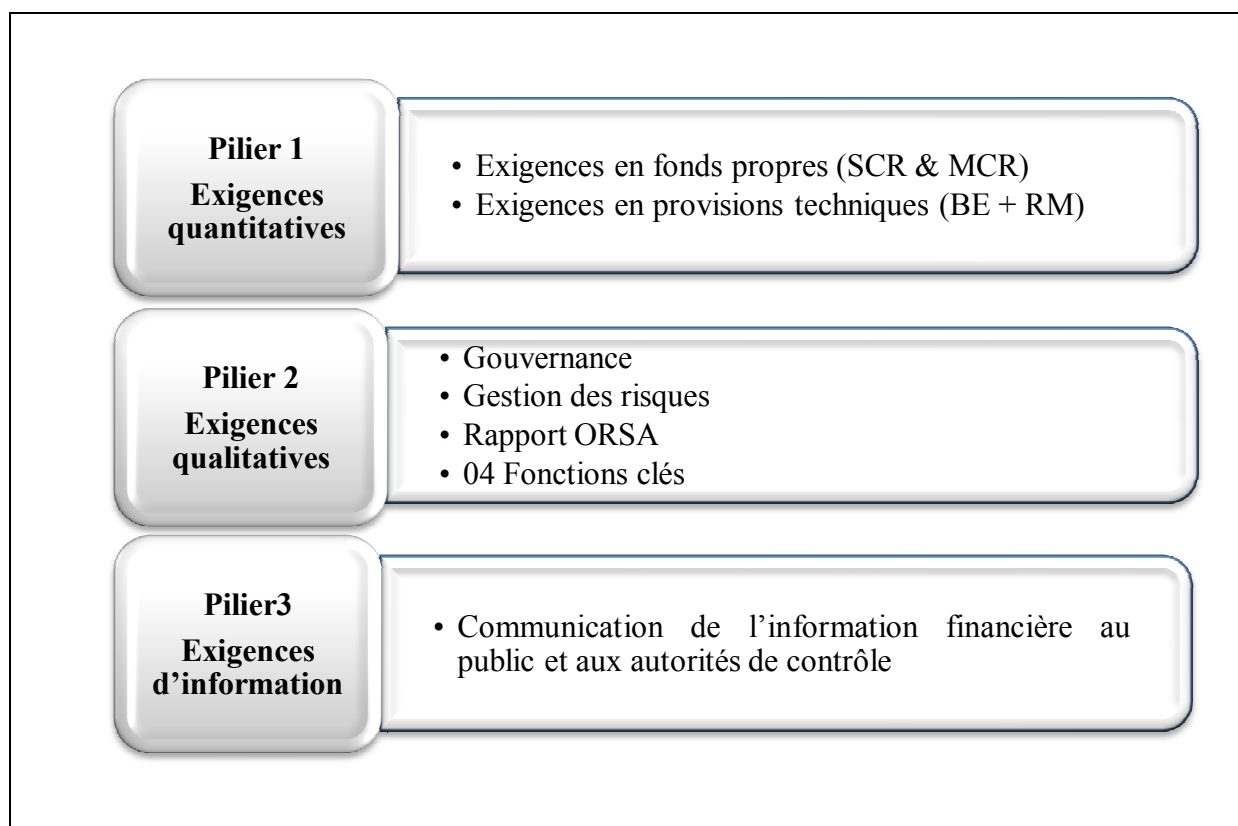 Pilier 1
Exigences
quantitatives
• Exigences en fonds propres (SCR & MCR)
• Exigences en provisions techniques (BE + RM)
Pilier 2
Exigences
qualitatives
• Gouvernance
• Gestion des risques
• Rapport ORSA
• 04 Fonctions clés
Pilier3
Exigences
d’information
• Communication de l’information financière au
public et aux autorités de contrôle